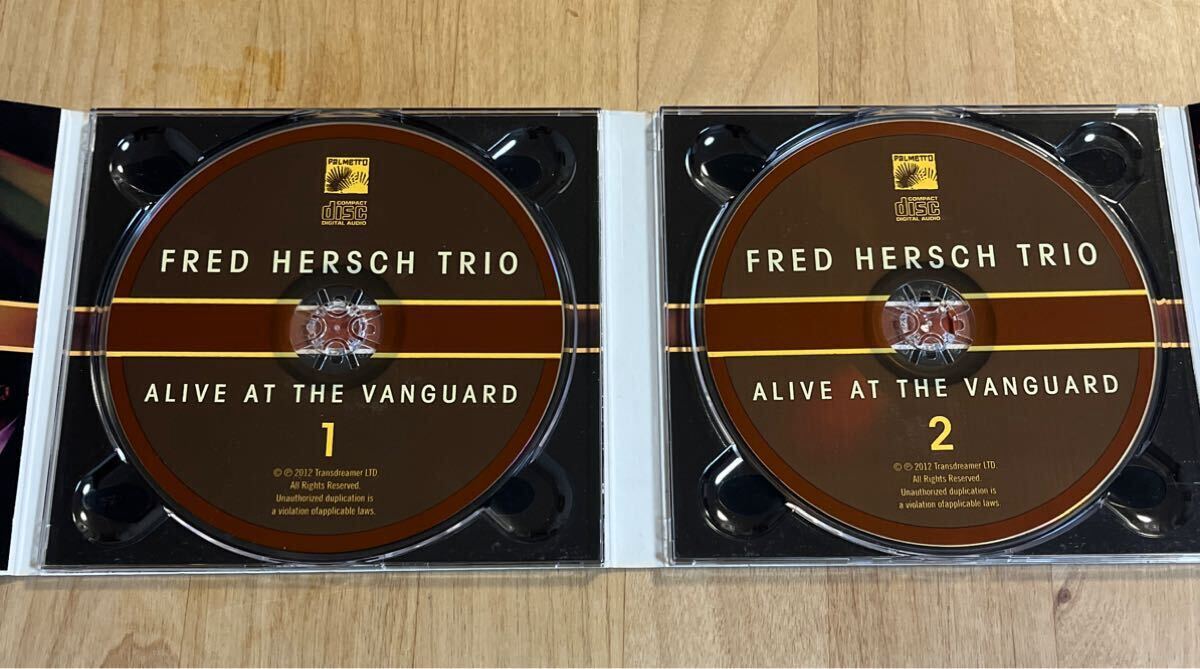 PALMETTO
COMPACT
disc
DIGITAL AUDIO
FRED HERSCH TRIO
ALIVE AT THE VANGUARD
1
© ℗ 2012 Transdreamer LTD.
All Rights Reserved.
Unauthorized duplication is
a violation ofapplicable laws.
PALMETTO
COMPACT
disc
DIGITAL AUDIO
FRED HERSCH TRIO
ALIVE AT THE VANGUARD
2
© ℗ 2012 Transdreamer LTD.
All Rights Reserved.
Unauthorized duplication is
a violation ofapplicable laws.